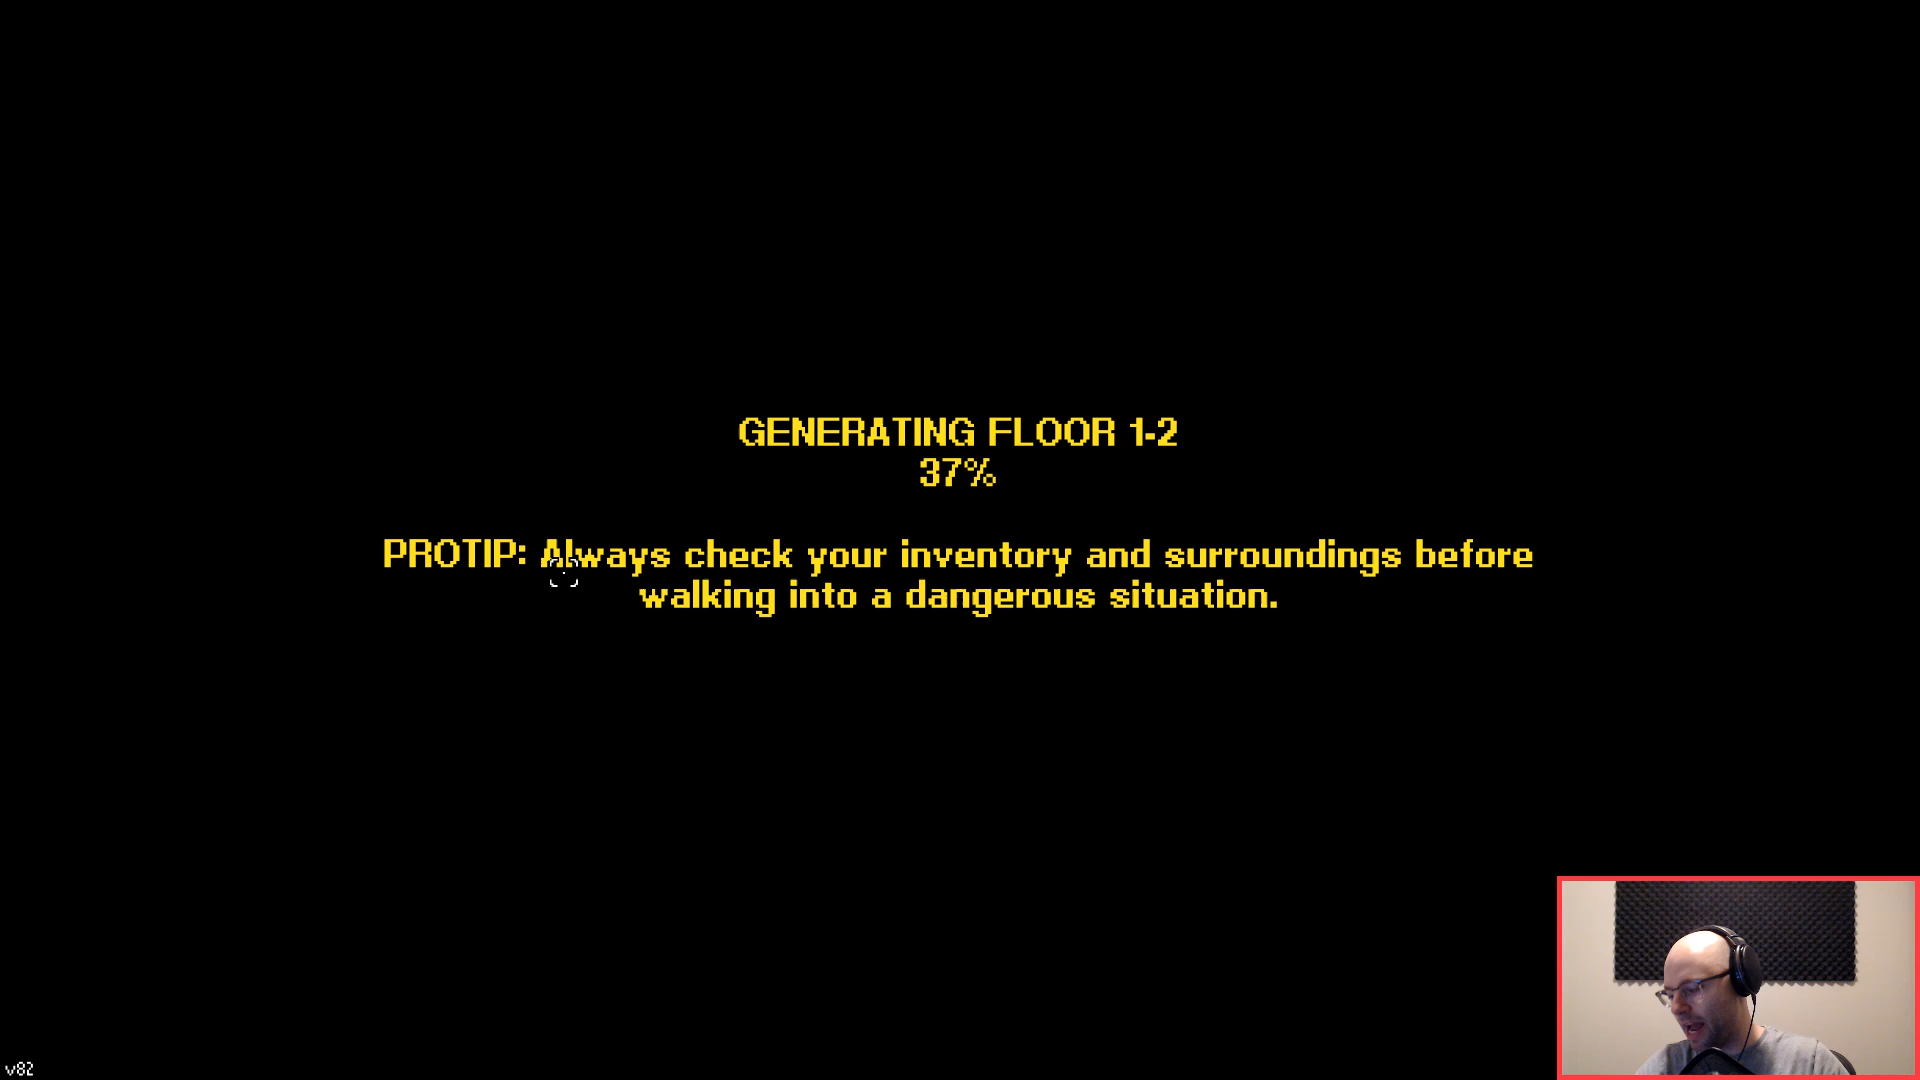 GENERATING FLOOR 1-2
37%
PROTIP: Always check your inventory and surroundings before
walking into a dangerous situation.
v82